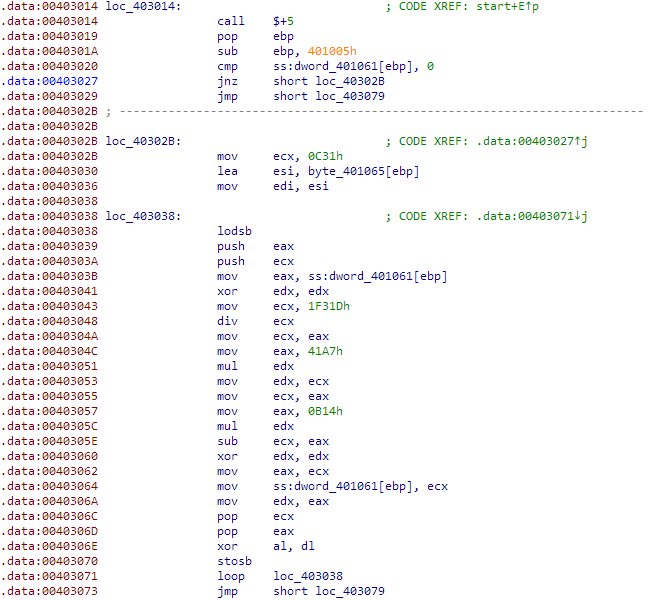 .data:00403014 loc_403014:                             ; CODE XREF: start+E↑p
.data:00403014                 call    $+5
.data:00403019                 pop     ebp
.data:0040301A                 sub     ebp, 401005h
.data:00403020                 cmp     ss:dword_401061[ebp], 0
.data:00403027                 jnz     short loc_40302B
.data:00403029                 jmp     short loc_403079
.data:0040302B ; ---------------------------------------------------------------------------
.data:0040302B
.data:0040302B loc_40302B:                             ; CODE XREF: .data:00403027↑j
.data:0040302B                 mov     ecx, 0C31h
.data:00403030                 lea     esi, byte_401065[ebp]
.data:00403036                 mov     edi, esi
.data:00403038
.data:00403038 loc_403038:                             ; CODE XREF: .data:00403071↓j
.data:00403038                 lodsb
.data:00403039                 push    eax
.data:0040303A                 push    ecx
.data:0040303B                 mov     eax, ss:dword_401061[ebp]
.data:00403041                 xor     edx, edx
.data:00403043                 mov     ecx, 1F31Dh
.data:00403048                 div     ecx
.data:0040304A                 mov     ecx, eax
.data:0040304C                 mov     eax, 41A7h
.data:00403051                 mul     edx
.data:00403053                 mov     edx, ecx
.data:00403055                 mov     ecx, eax
.data:00403057                 mov     eax, 0B14h
.data:0040305C                 mul     edx
.data:0040305E                 sub     ecx, eax
.data:00403060                 xor     edx, edx
.data:00403062                 mov     eax, ecx
.data:00403064                 mov     ss:dword_401061[ebp], ecx
.data:0040306A                 mov     edx, eax
.data:0040306C                 pop     ecx
.data:0040306D                 pop     eax
.data:0040306E                 xor     al, dl
.data:00403070                 stosb
.data:00403071                 loop    loc_403038
.data:00403073                 jmp     short loc_403079